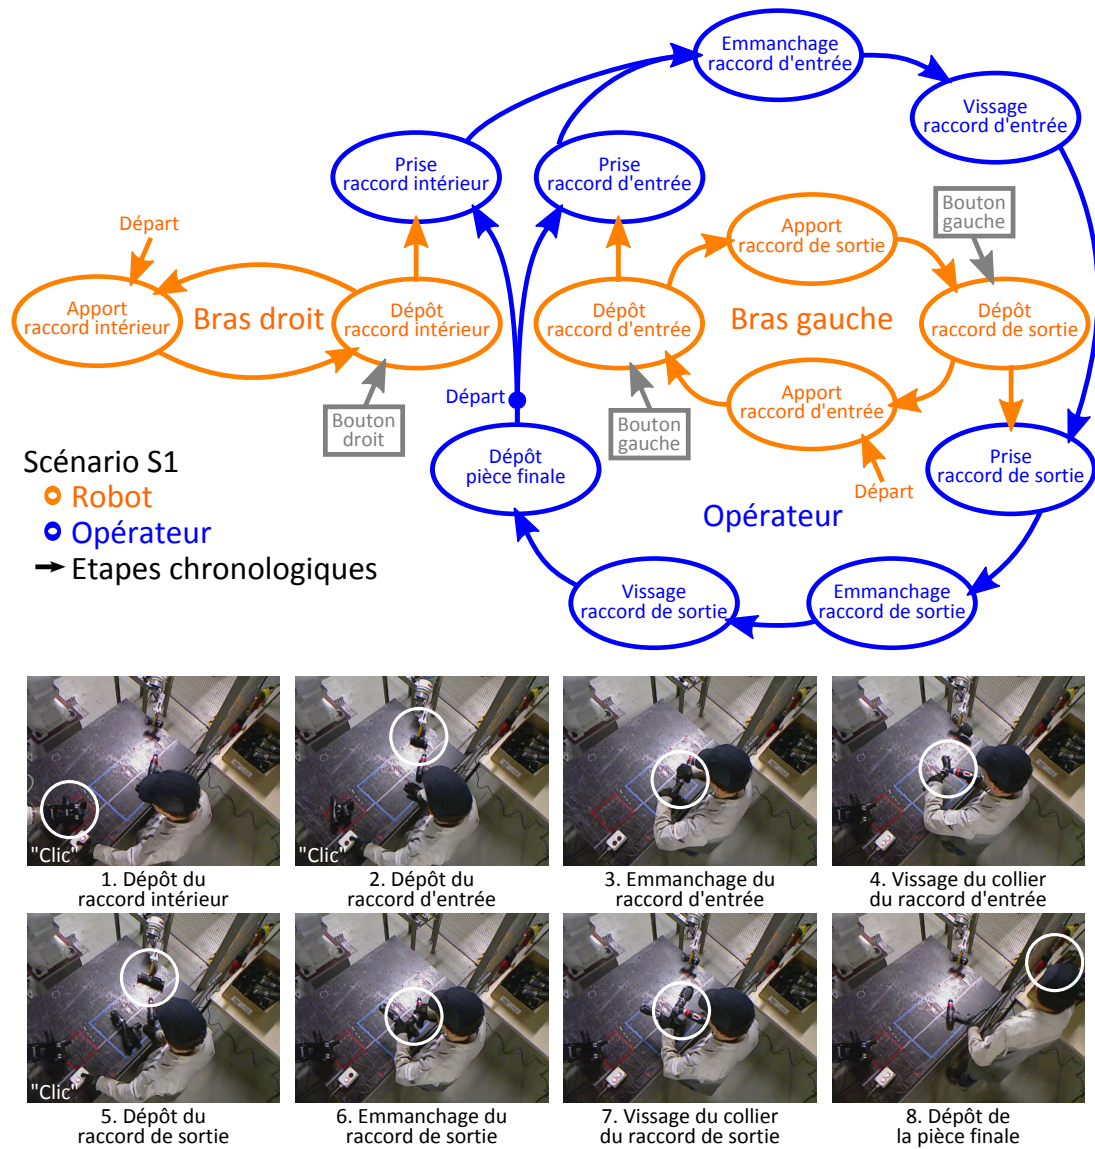 Emmanchage
raccord d'entrée
Vissage
raccord d'entrée
Prise
raccord intérieur
Prise
raccord d'entrée
Bouton
gauche
Départ
Apport
raccord de sortie
Apport
raccord intérieur
Bras droit
Dépôt
raccord intérieur
Dépôt
raccord d'entrée
Bras gauche
Dépôt
raccord de sortie
Départ
Apport
raccord d'entrée
Bouton
droit
Bouton
gauche
Dépôt
pièce finale
Prise
raccord de sortie
Départ
Opérateur
Scénario S1
Robot
Opérateur
Etapes chronologiques
Vissage
raccord de sortie
Emmanchage
raccord de sortie
"Clic"
1. Dépôt du
raccord intérieur
"Clic"
2. Dépôt du
raccord d'entrée
3. Emmanchage du
raccord d'entrée
4. Vissage du collier
du raccord d'entrée
"Clic"
5. Dépôt du
raccord de sortie
6. Emmanchage du
raccord de sortie
7. Vissage du collier
du raccord de sortie
8. Dépôt de
la pièce finale